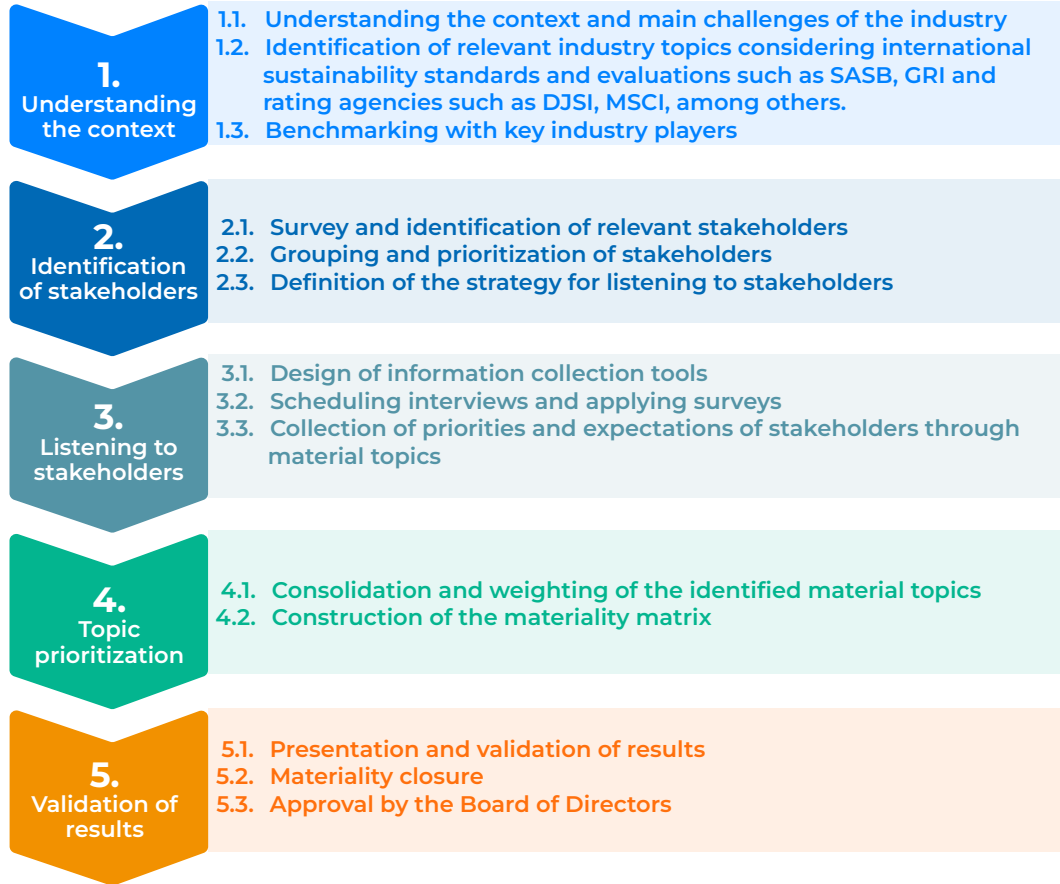 1.
Understanding
the context
1.1. Understanding the context and main challenges of the industry
1.2. Identification of relevant industry topics considering international
sustainability standards and evaluations such as SASB, GRI and
rating agencies such as DJSI, MSCI, among others.
1.3. Benchmarking with key industry players
2.
Identification
of stakeholders
2.1. Survey and identification of relevant stakeholders
2.2. Grouping and prioritization of stakeholders
2.3. Definition of the strategy for listening to stakeholders
3.
Listening to
stakeholders
3.1. Design of information collection tools
3.2. Scheduling interviews and applying surveys
3.3. Collection of priorities and expectations of stakeholders through
material topics
4.
Topic
prioritization
4.1. Consolidation and weighting of the identified material topics
4.2. Construction of the materiality matrix
5.
Validation of
results
5.1. Presentation and validation of results
5.2. Materiality closure
5.3. Approval by the Board of Directors